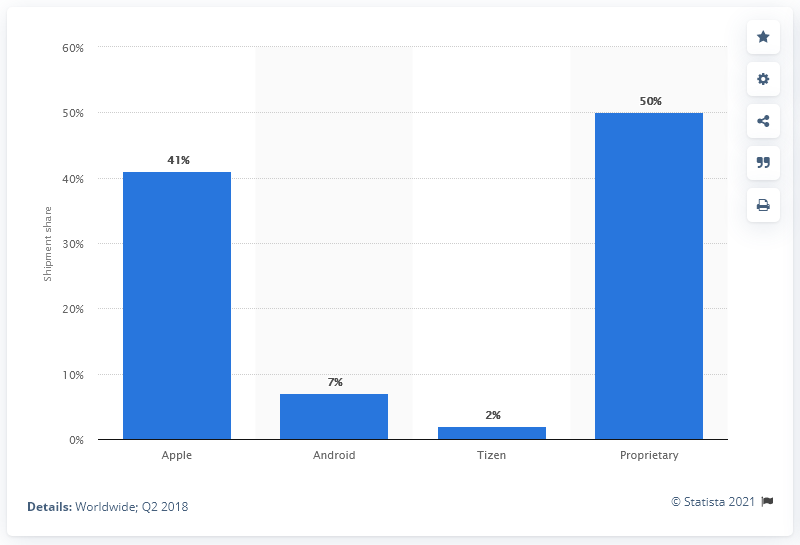 60%
50%
40%
30%
20%
10%
0%
Shipment share
41%
7%
2%
50%
Apple
Android
Tizen
Proprietary
Details: Worldwide; Q2 2018
© Statista 2021